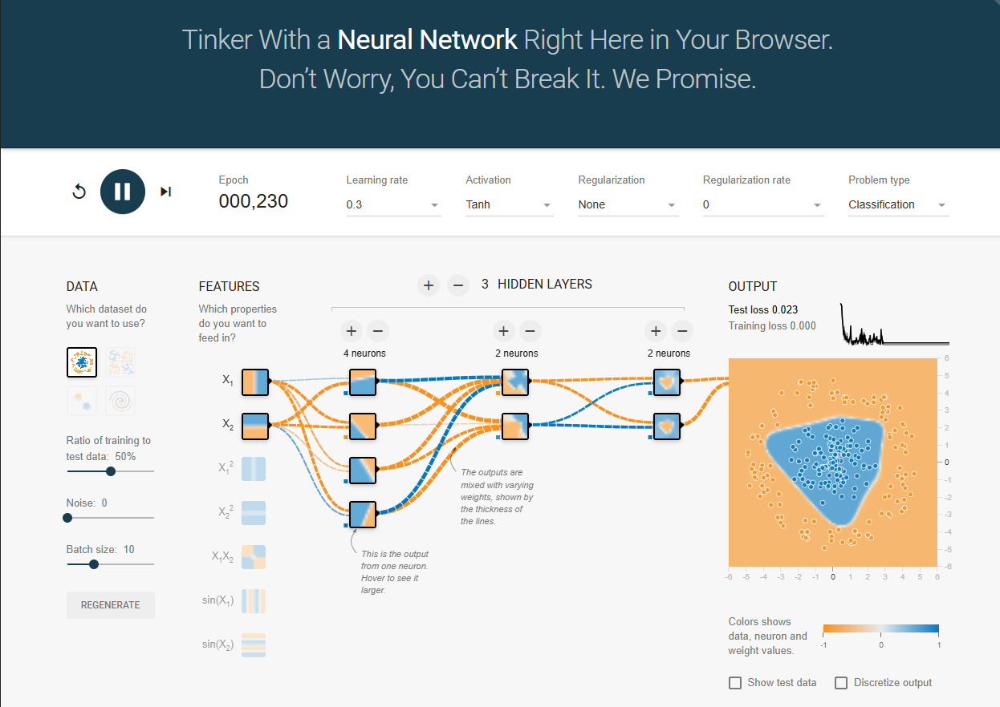 Tinker With a Neural Network Right Here in Your Browser.
Don't Worry, You Can't Break It. We Promise.
Epoch
000,230
Learning rate
0.3
Activation
Tanh
Regularization
None
Regularization rate
0
Problem type
Classification
DATA
Which dataset do
you want to use?
Ratio of training to
test data: 50%
Noise: 0
Batch size: 10
REGENERATE
FEATURES
Which properties
do you want to
feed in?
X1
X2
X1²
X2²
X1X2
sin(X1)
sin(X2)
+ − 3 HIDDEN LAYERS
+ −
4 neurons
+ −
2 neurons
+ −
2 neurons
The outputs are
mixed with varying
weights, shown by
the thickness of
the lines.
This is the output
from one neuron.
Hover to see it
larger.
OUTPUT
Test loss 0.023
Training loss 0.000
6
5
4
3
2
1
0
-1
-2
-3
-4
-5
-6
-6 -5 -4 -3 -2 -1 0 1 2 3 4 5 6
Colors shows
data, neuron and
weight values.
-1 0 1
Show test data
Discretize output